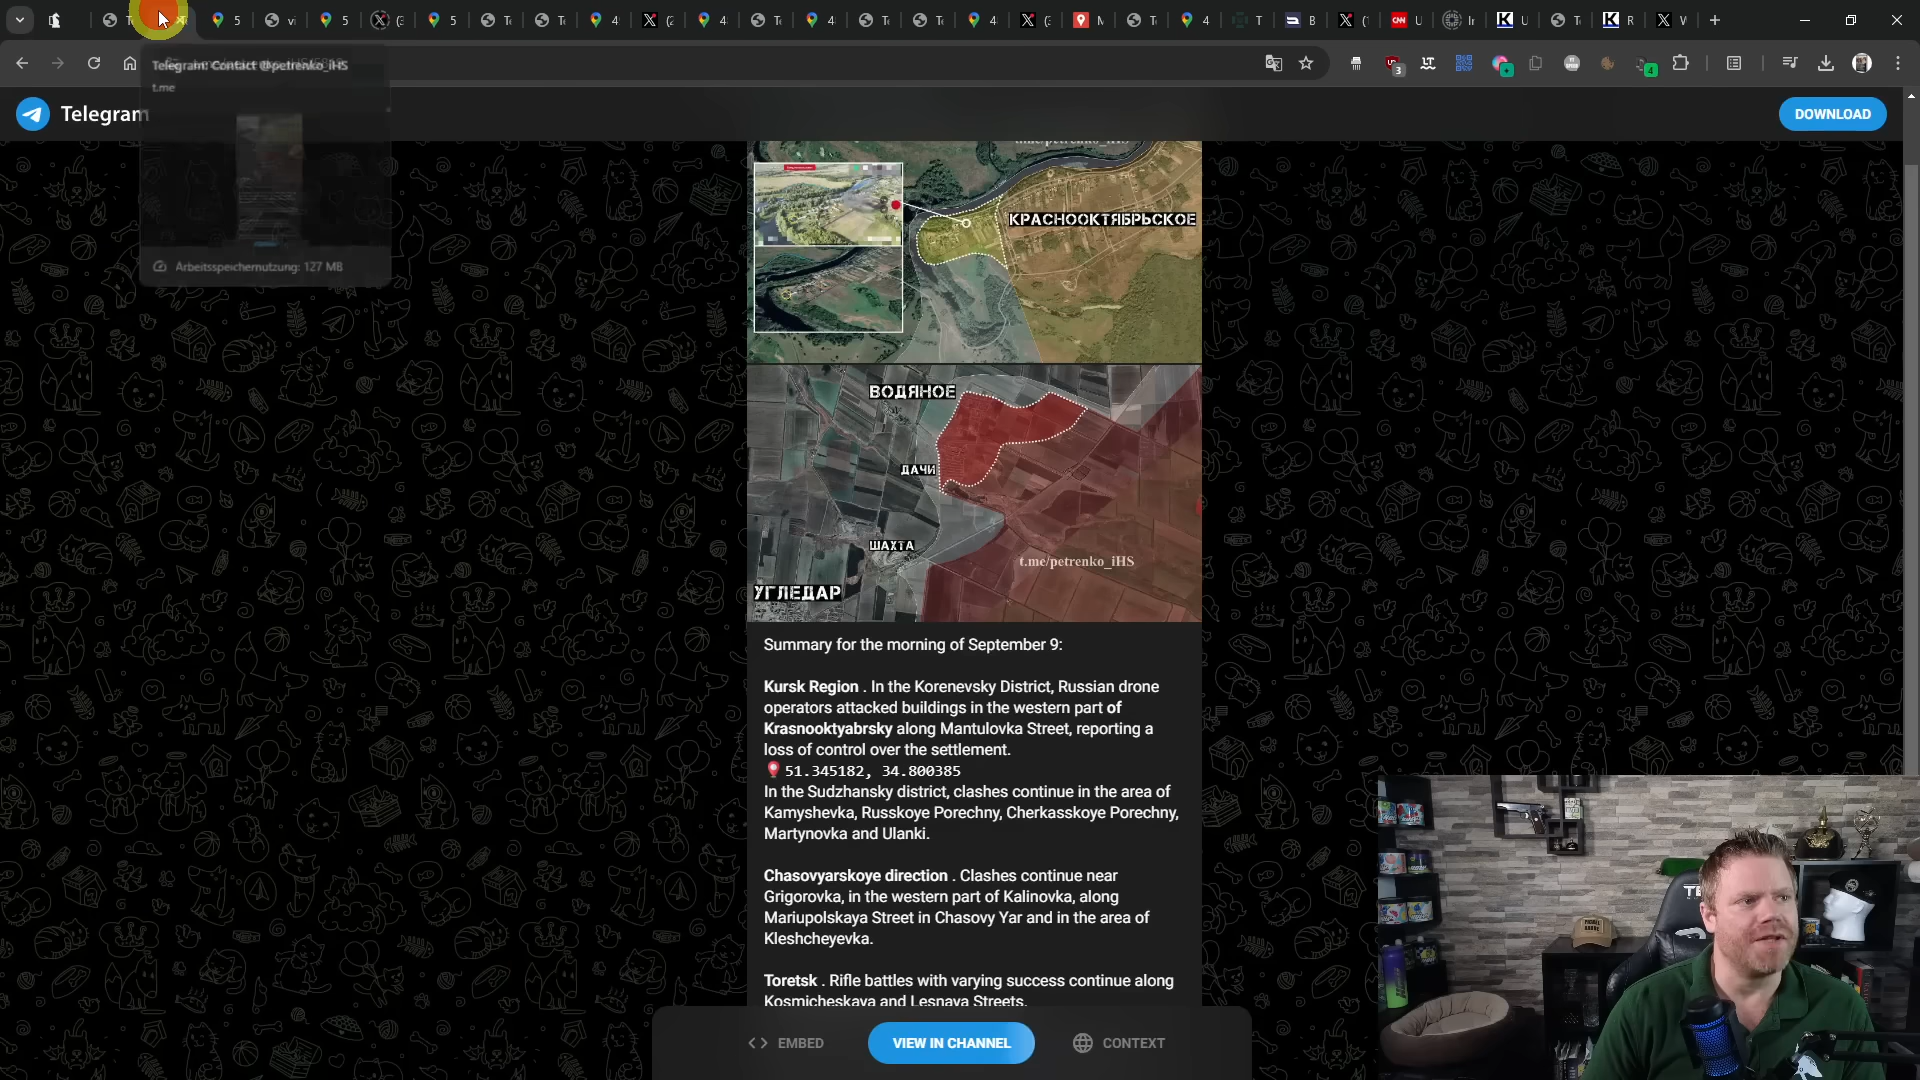 Telegram: Contact @petrenko_iHS
t.me
Arbeitsspeichernutzung: 127 MB
Telegram
DOWNLOAD
КРАСНООКТЯБРЬСКОЕ
ВОДЯНОЕ
ДАЧИ
ШАХТА
t.me/petrenko_iHS
УГЛЕДАР
Summary for the morning of September 9:
Kursk Region . In the Korenevsky District, Russian drone
operators attacked buildings in the western part of
Krasnooktyabrsky along Mantulovka Street, reporting a
loss of control over the settlement.
51.345182, 34.800385
In the Sudzhansky district, clashes continue in the area of
Kamyshevka, Russkoye Porechny, Cherkasskoye Porechny,
Martynovka and Ulanki.
Chasovyarskoye direction . Clashes continue near
Grigorovka, in the western part of Kalinovka, along
Mariupolskaya Street in Chasovy Yar and in the area of
Kleshcheyevka.
Toretsk . Rifle battles with varying success continue along
Kosmicheskaya and Lesnaya Streets.
EMBED
VIEW IN CHANNEL
CONTEXT